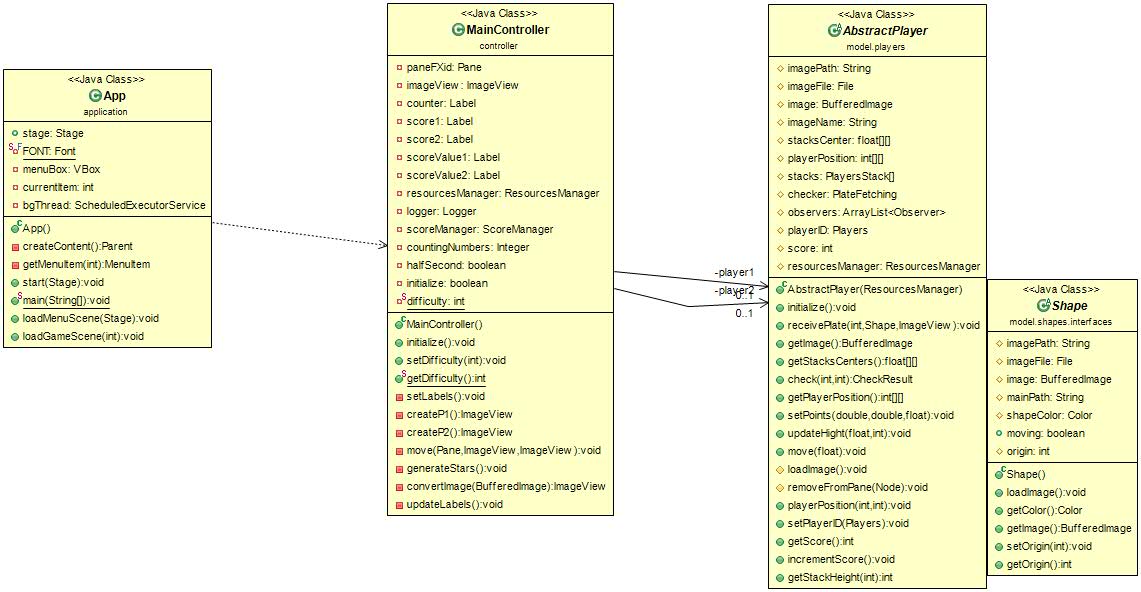 <<Java Class>>
App
application
stage: Stage
FONT: Font
menuBox: VBox
currentItem: int
bgThread: ScheduledExecutorService
App()
createContent():Parent
getMenuItem(int):MenuItem
start(Stage):void
main(String[]):void
loadMenuScene(Stage):void
loadGameScene(int):void
<<Java Class>>
MainController
controller
paneFXid: Pane
imageView: ImageView
counter: Label
score1: Label
score2: Label
scoreValue1: Label
scoreValue2: Label
resourcesManager: ResourcesManager
logger: Logger
scoreManager: ScoreManager
countingNumbers: Integer
halfSecond: boolean
initialize: boolean
difficulty: int
MainController()
initialize():void
setDifficulty(int):void
getDifficulty():int
setLabels():void
createP1():ImageView
createP2():ImageView
move(Pane,ImageView,ImageView):void
generateStars():void
convertImage(BufferedImage):ImageView
updateLabels():void
-player1
0..1
-player2
0..1
<<Java Class>>
AbstractPlayer
model.players
imagePath: String
imageFile: File
image: BufferedImage
imageName: String
stacksCenter: float[][]
playerPosition: int[][]
stacks: PlayersStack[]
checker: PlateFetching
observers: ArrayList<Observer>
playerID: Players
score: int
resourcesManager: ResourcesManager
AbstractPlayer(ResourcesManager)
initialize():void
receivePlate(int,Shape,ImageView):void
getImage():BufferedImage
getStacksCenters():float[][]
check(int,int):CheckResult
getPlayerPosition():int[][]
setPoints(double,double,float):void
updateHight(float,int):void
move(float):void
loadImage():void
removeFromPane(Node):void
playerPosition(int,int):void
setPlayerID(Players):void
getScore():int
incrementScore():void
getStackHeight(int):int
<<Java Class>>
Shape
model.shapes.interfaces
imagePath: String
imageFile: File
image: BufferedImage
mainPath: String
shapeColor: Color
moving: boolean
origin: int
Shape()
loadImage():void
getColor():Color
getImage():BufferedImage
setOrigin(int):void
getOrigin():int